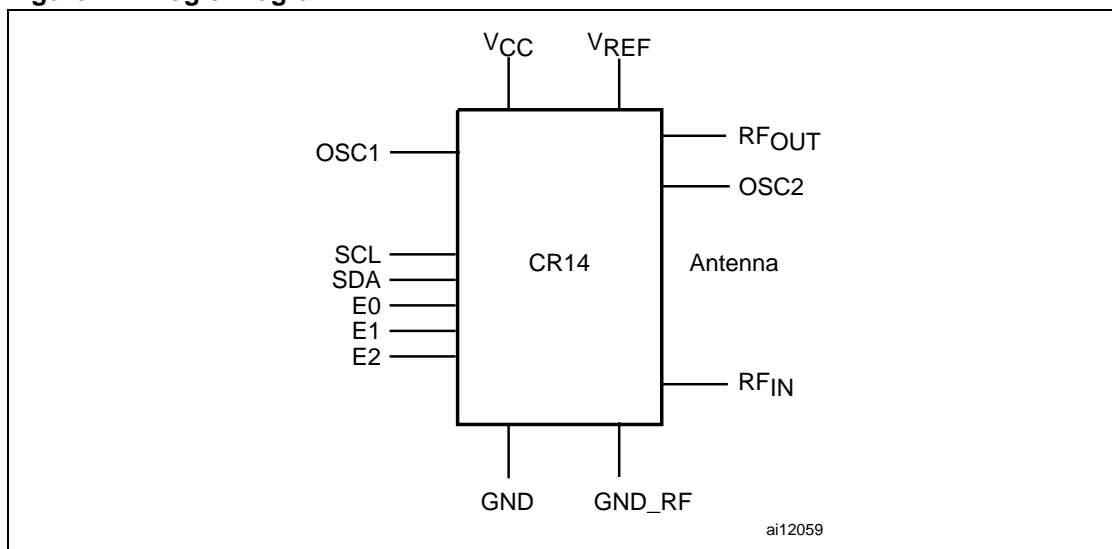 VCC VREF
RFOUT
OSC1
OSC2
SCL
CR14 Antenna
SDA
E0
E1
E2
RFIN
GND GND_RF
ai12059